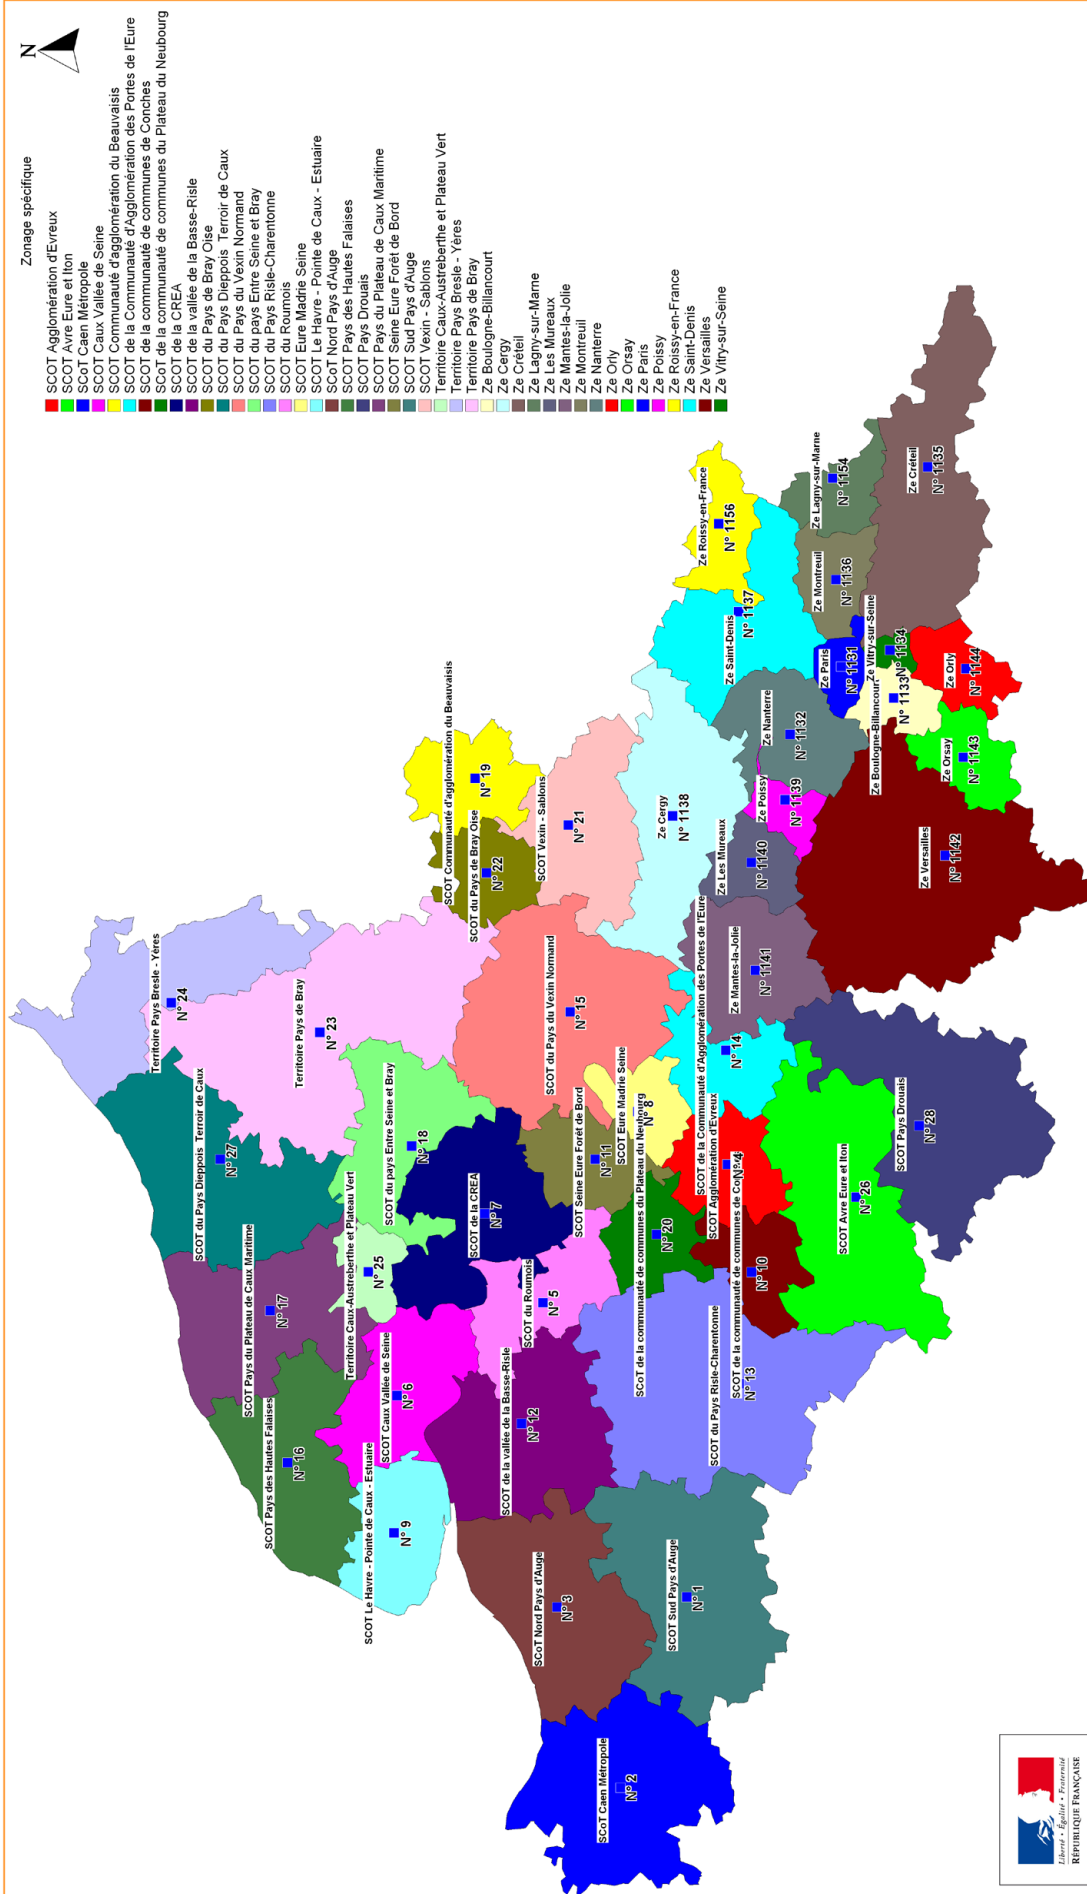 N
Zonage spécifique
SCOT Agglomération d'Evreux
SCOT Avre Eure et Iton
SCoT Caen Métropole
SCOT Caux Vallée de Seine
SCOT Communauté d'agglomération du Beauvaisis
SCOT de la Communauté d'Agglomération des Portes de l'Eure
SCOT de la communauté de communes de Conches
SCoT de la communauté de communes du Plateau du Neubourg
SCOT de la CREA
SCOT de la vallée de la Basse-Risle
SCOT du Pays de Bray Oise
SCOT du Pays Dieppois Terroir de Caux
SCOT du Pays du Vexin Normand
SCOT du pays Entre Seine et Bray
SCOT du Pays Risle-Charentonne
SCOT du Roumois
SCOT Eure Madrie Seine
SCOT Le Havre - Pointe de Caux - Estuaire
SCoT Nord Pays d'Auge
SCOT Pays des Hautes Falaises
SCOT Pays Drouais
SCOT Pays du Plateau de Caux Maritime
SCOT Seine Eure Forêt de Bord
SCOT Sud Pays d'Auge
SCOT Vexin - Sablons
Territoire Caux-Austreberthe et Plateau Vert
Territoire Pays Bresle - Yères
Territoire Pays de Bray
Ze Boulogne-Billancourt
Ze Cergy
Ze Créteil
Ze Lagny-sur-Marne
Ze Les Mureaux
Ze Mantes-la-Jolie
Ze Montreuil
Ze Nanterre
Ze Orly
Ze Orsay
Ze Paris
Ze Poissy
Ze Roissy-en-France
Ze Saint-Denis
Ze Versailles
Ze Vitry-sur-Seine
Territoire Pays Bresle - Yères
N° 24
SCOT du Pays Dieppois Terroir de Caux
N° 27
Territoire Pays de Bray
N° 23
SCOT Pays du Plateau de Caux Maritime
N° 17
SCOT Pays des Hautes Falaises
N° 16
Territoire Caux-Austreberthe et Plateau Vert
N° 25
SCOT du pays Entre Seine et Bray
N° 18
SCOT Caux Vallée de Seine
N° 6
SCOT Le Havre - Pointe de Caux - Estuaire
N° 9
SCOT Communauté d'agglomération du Beauvaisis
N° 19
SCOT du Pays de Bray Oise
N° 22
SCOT de la CREA
N° 7
SCOT de la vallée de la Basse-Risle
N° 12
SCOT du Roumois
N° 5
SCOT Vexin - Sablons
N° 21
SCOT du Pays du Vexin Normand
N° 15
SCoT Nord Pays d'Auge
N° 3
SCOT Seine Eure Forêt de Bord
N° 11
SCOT Eure Madrie Seine
N° 8
SCoT Caen Métropole
N° 2
SCoT de la communauté de communes du Plateau du Neubourg
N° 20
Ze Cergy
N° 1138
SCOT Sud Pays d'Auge
N° 1
SCOT de la Communauté d'Agglomération des Portes de l'Eure
N° 14
SCOT Agglomération d'Evreux
N° 4
SCOT du Pays Risle-Charentonne
N° 13
SCOT de la communauté de communes de Co
N° 10
Ze Roissy-en-France
N° 1156
Ze Saint-Denis
N° 1137
Ze Les Mureaux
N° 1140
Ze Mantes-la-Jolie
N° 1141
Ze Poissy
N° 1139
Ze Nanterre
N° 1132
Ze Lagny-sur-Marne
N° 1154
Ze Montreuil
N° 1136
Ze Paris
N° 1131
Ze Vitry-sur-Seine
N° 1134
Ze Boulogne-Billancourt
N° 1133
SCOT Avre Eure et Iton
N° 26
SCOT Pays Drouais
N° 28
Ze Créteil
N° 1135
Ze Orly
N° 1144
Ze Orsay
N° 1143
Ze Versailles
N° 1142
Liberté • Égalité • Fraternité
RÉPUBLIQUE FRANÇAISE